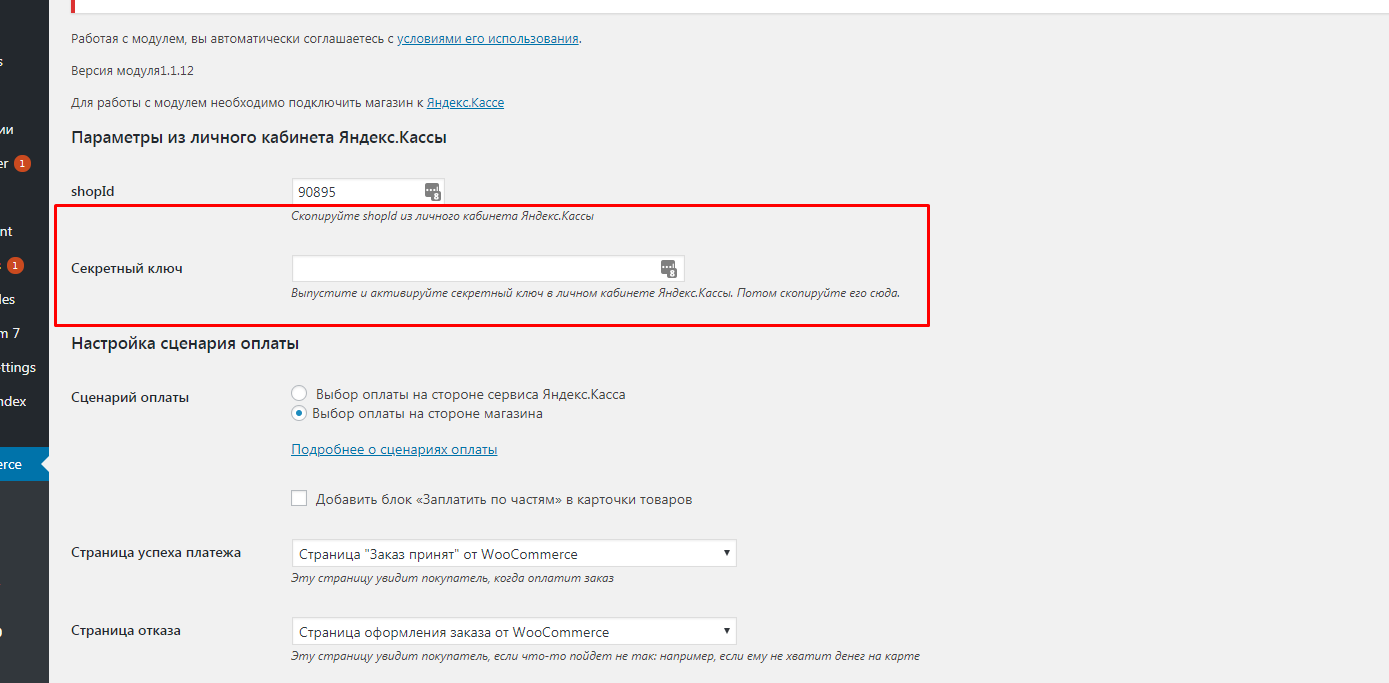 Работая с модулем, вы автоматически соглашаетесь с условиями его использования.
Версия модуля1.1.12
Для работы с модулем необходимо подключить магазин к Яндекс.Кассе
Параметры из личного кабинета Яндекс.Кассы
shopId 90895
Скопируйте shopId из личного кабинета Яндекс.Кассы
Секретный ключ
Выпустите и активируйте секретный ключ в личном кабинете Яндекс.Кассы. Потом скопируйте его сюда.
Настройка сценария оплаты
Сценарий оплаты
Выбор оплаты на стороне сервиса Яндекс.Касса
Выбор оплаты на стороне магазина
Подробнее о сценариях оплаты
Добавить блок «Заплатить по частям» в карточки товаров
Страница успеха платежа
Страница "Заказ принят" от WooCommerce
Эту страницу увидит покупатель, когда оплатит заказ
Страница отказа
Страница оформления заказа от WooCommerce
Эту страницу увидит покупатель, если что-то пойдет не так: например, если ему не хватит денег на карте
s
ии
er 1
nt
1
les
m 7
ttings
ndex
erce